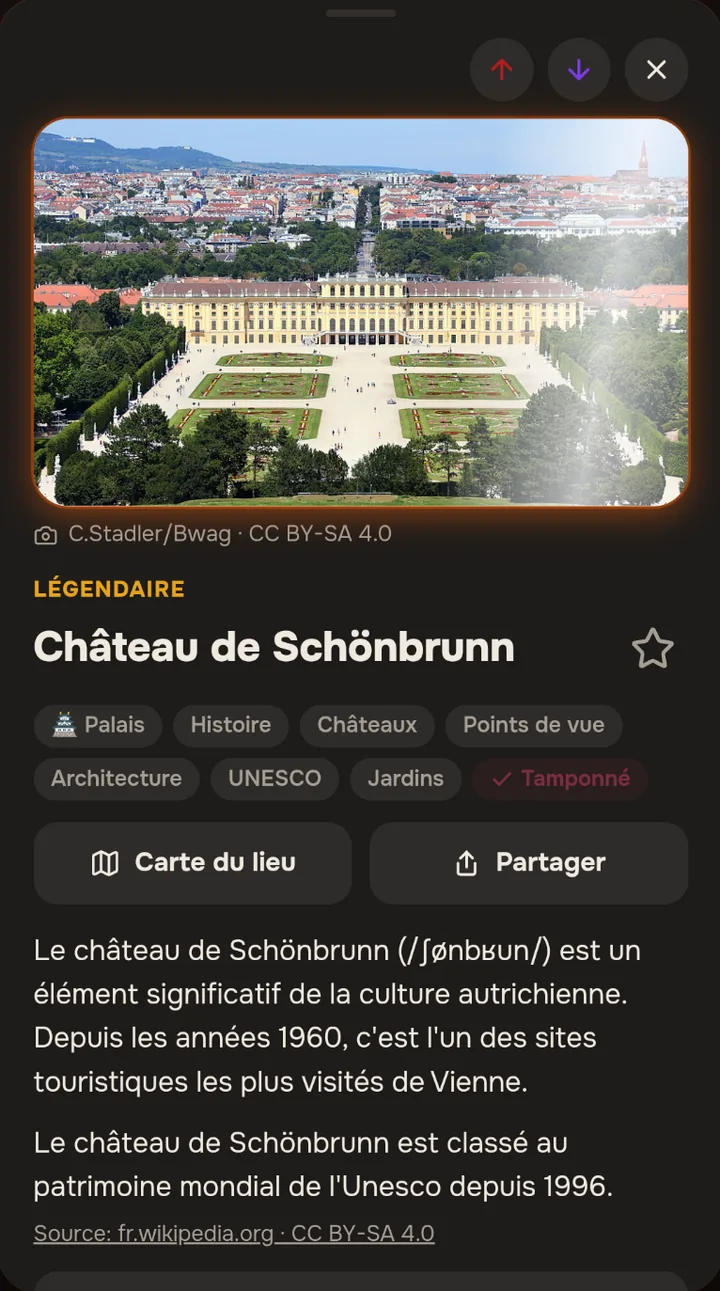 C.Stadler/Bwag · CC BY-SA 4.0
LÉGENDAIRE
Château de Schönbrunn
Palais Histoire Châteaux Points de vue
Architecture UNESCO Jardins Tamponné
Carte du lieu Partager
Le château de Schönbrunn (/ʃønbʁun/) est un
élément significatif de la culture autrichienne.
Depuis les années 1960, c'est l'un des sites
touristiques les plus visités de Vienne.
Le château de Schönbrunn est classé au
patrimoine mondial de l'Unesco depuis 1996.
Source: fr.wikipedia.org · CC BY-SA 4.0